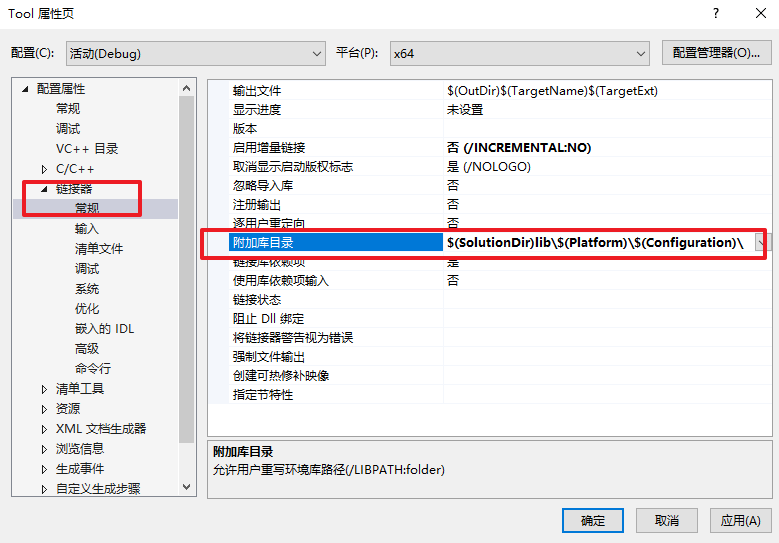 Tool 属性页
配置(C):
活动(Debug)
平台(P):
x64
配置管理器(O)...
配置属性
常规
调试
VC++ 目录
C/C++
链接器
常规
输入
清单文件
调试
系统
优化
嵌入的 IDL
高级
命令行
清单工具
资源
XML 文档生成器
浏览信息
生成事件
自定义生成步骤
输出文件 $(OutDir)$(TargetName)$(TargetExt)
显示进度 未设置
版本
启用增量链接 否 (/INCREMENTAL:NO)
取消显示启动版权标志 是 (/NOLOGO)
忽略导入库 否
注册输出 否
逐用户重定向 否
附加库目录 $(SolutionDir)lib\$(Platform)\$(Configuration)\
链接库依赖项 是
使用库依赖项输入 否
链接状态
阻止 Dll 绑定
将链接器警告视为错误
强制文件输出
创建可热修补映像
指定节特性
附加库目录
允许用户重写环境库路径(/LIBPATH:folder)
确定
取消
应用(A)